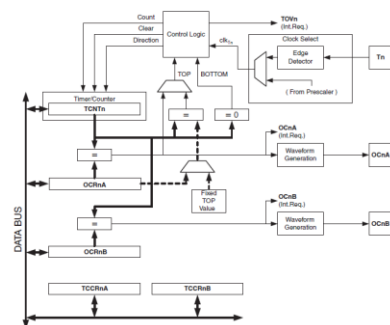 Count
Clear
Direction
Control Logic
TOVn
(Int.Req.)
Clock Select
clkTn
Edge
Detector
Tn
( From Prescaler )
TOP
BOTTOM
Timer/Counter
TCNTn
=
= 0
OCnA
(Int.Req.)
=
Waveform
Generation
OCnA
OCRnA
Fixed
TOP
Value
OCnB
(Int.Req.)
=
Waveform
Generation
OCnB
OCRnB
DATA BUS
TCCRnA
TCCRnB